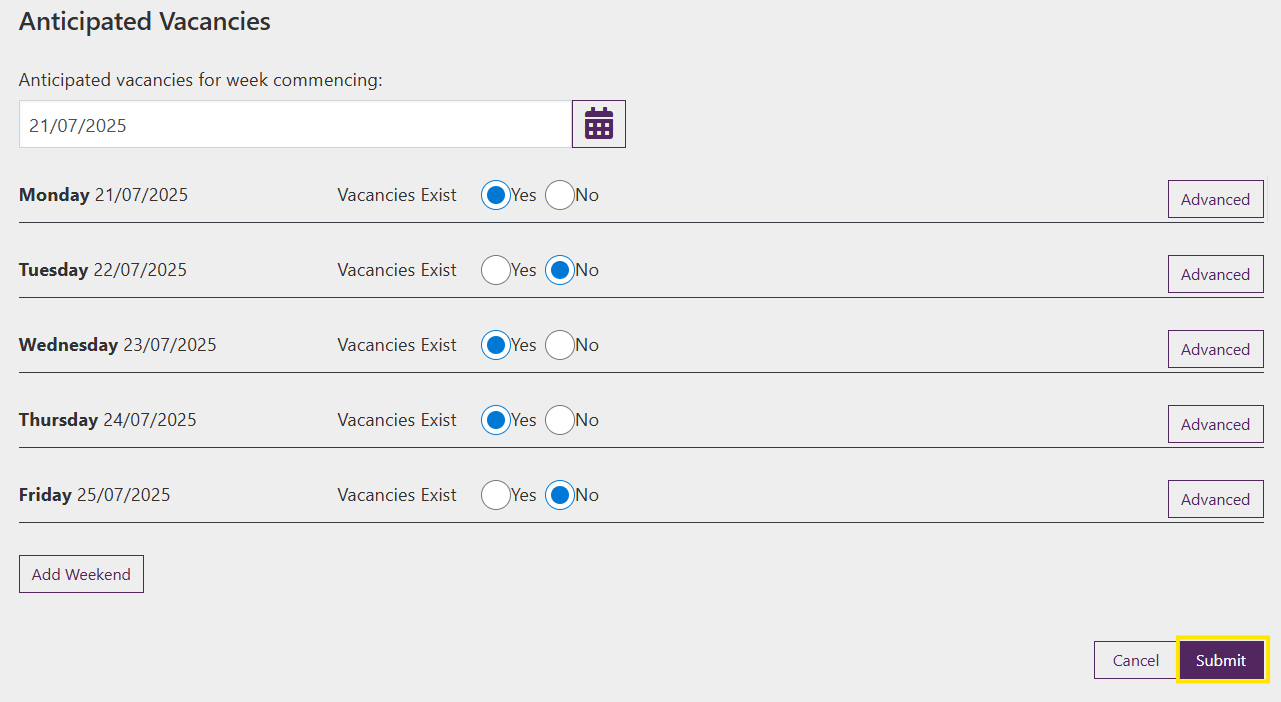 Anticipated Vacancies
Anticipated vacancies for week commencing:
21/07/2025
Monday 21/07/2025 Vacancies Exist Yes No Advanced
Tuesday 22/07/2025 Vacancies Exist Yes No Advanced
Wednesday 23/07/2025 Vacancies Exist Yes No Advanced
Thursday 24/07/2025 Vacancies Exist Yes No Advanced
Friday 25/07/2025 Vacancies Exist Yes No Advanced
Add Weekend
Cancel Submit